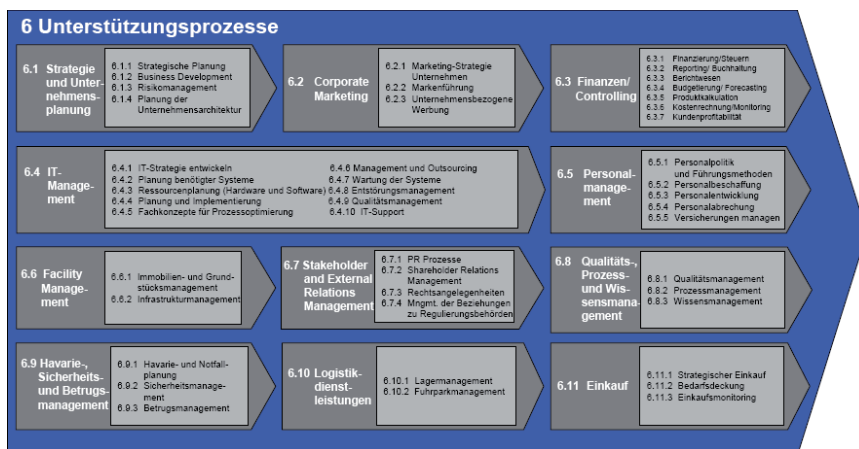 6 Unterstützungsprozesse
6.1 Strategie
und Unter-
nehmens-
planung
6.1.1 Strategische Planung
6.1.2 Business Development
6.1.3 Risikomanagement
6.1.4 Planung der
Unternehmensarchitektur
6.2 Corporate
Marketing
6.2.1 Marketing-Strategie
Unternehmen
6.2.2 Markenführung
6.2.3 Unternehmensbezogene
Werbung
6.3 Finanzen/
Controlling
6.3.1 Finanzierung/Steuern
6.3.2 Reporting/ Buchhaltung
6.3.3 Berichtwesen
6.3.4 Budgetierung/ Forecasting
6.3.5 Produktkalkulation
6.3.6 Kostenrechnung/Monitoring
6.3.7 Kundenprofitabilität
6.4 IT-
Manage-
ment
6.4.1 IT-Strategie entwickeln
6.4.2 Planung benötigter Systeme
6.4.3 Ressourcenplanung (Hardware und Software)
6.4.4 Planung und Implementierung
6.4.5 Fachkonzepte für Prozessoptimierung
6.4.6 Management und Outsourcing
6.4.7 Wartung der Systeme
6.4.8 Entstörungsmanagement
6.4.9 Qualitätsmanagement
6.4.10 IT-Support
6.5 Personal-
manage-
ment
6.5.1 Personalpolitik
und Führungsmethoden
6.5.2 Personalbeschaffung
6.5.3 Personalentwicklung
6.5.4 Personalabrechung
6.5.5 Versicherungen managen
6.6 Facility
Manage-
ment
6.6.1 Immobilien- und Grund-
stücksmanagement
6.6.2 Infrastrukturmanagement
6.7 Stakeholder
and External
Relations
Management
6.7.1 PR Prozesse
6.7.2 Shareholder Relations
Management
6.7.3 Rechtsangelegenheiten
6.7.4 Mngmt. der Beziehungen
zu Regulierungsbehörden
6.8 Qualitäts-,
Prozess-
und Wis-
sensmana-
gement
6.8.1 Qualitätsmanagement
6.8.2 Prozessmanagement
6.8.3 Wissensmanagement
6.9 Havarie-,
Sicherheits-
und Betrugs-
management
6.9.1 Havarie- und Notfall-
planung
6.9.2 Sicherheitsmanage-
ment
6.9.3 Betrugsmanagement
6.10 Logistik-
dienst-
leistungen
6.10.1 Lagermanagement
6.10.2 Fuhrparkmanagement
6.11 Einkauf
6.11.1 Strategischer Einkauf
6.11.2 Bedarfsdeckung
6.11.3 Einkaufsmonitoring